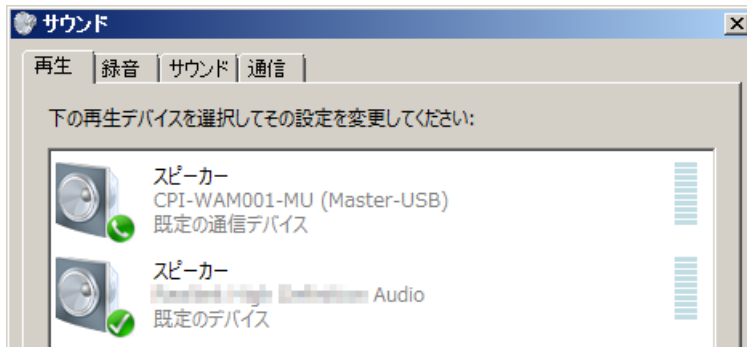 サウンド
再生 録音 サウンド 通信
下の再生デバイスを選択してその設定を変更してください:
スピーカー
CPI-WAM001-MU (Master-USB)
既定の通信デバイス
スピーカー
Audio
既定のデバイス